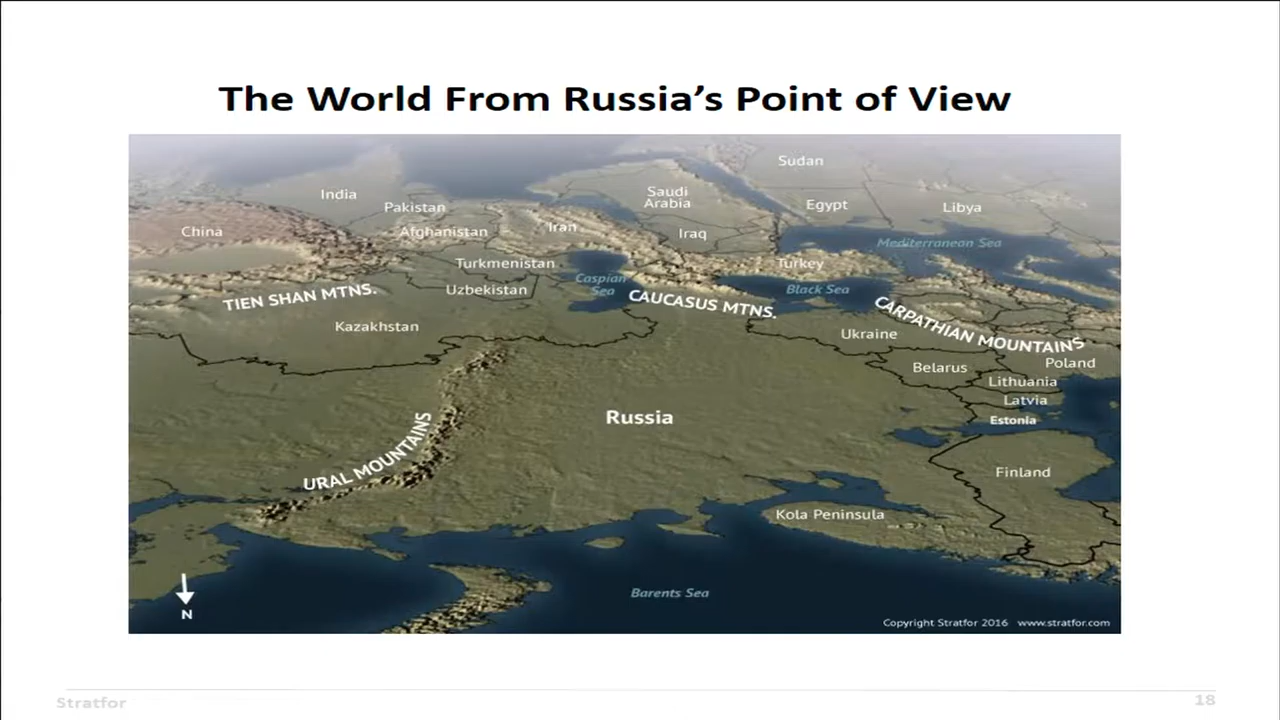 The World From Russia's Point of View
Sudan
India
Saudi
Arabia
Pakistan
Egypt
Libya
China
Afghanistan
Iran
Iraq
Mediterranean Sea
Turkmenistan
Turkey
Caspian
Sea
Uzbekistan
Black Sea
TIEN SHAN MTNS.
CAUCASUS MTNS.
CARPATHIAN MOUNTAINS
Kazakhstan
Ukraine
Belarus
Poland
Lithuania
Latvia
Estonia
Russia
URAL MOUNTAINS
Finland
Kola Peninsula
Barents Sea
N
Copyright Stratfor 2016 www.stratfor.com
Stratfor
18